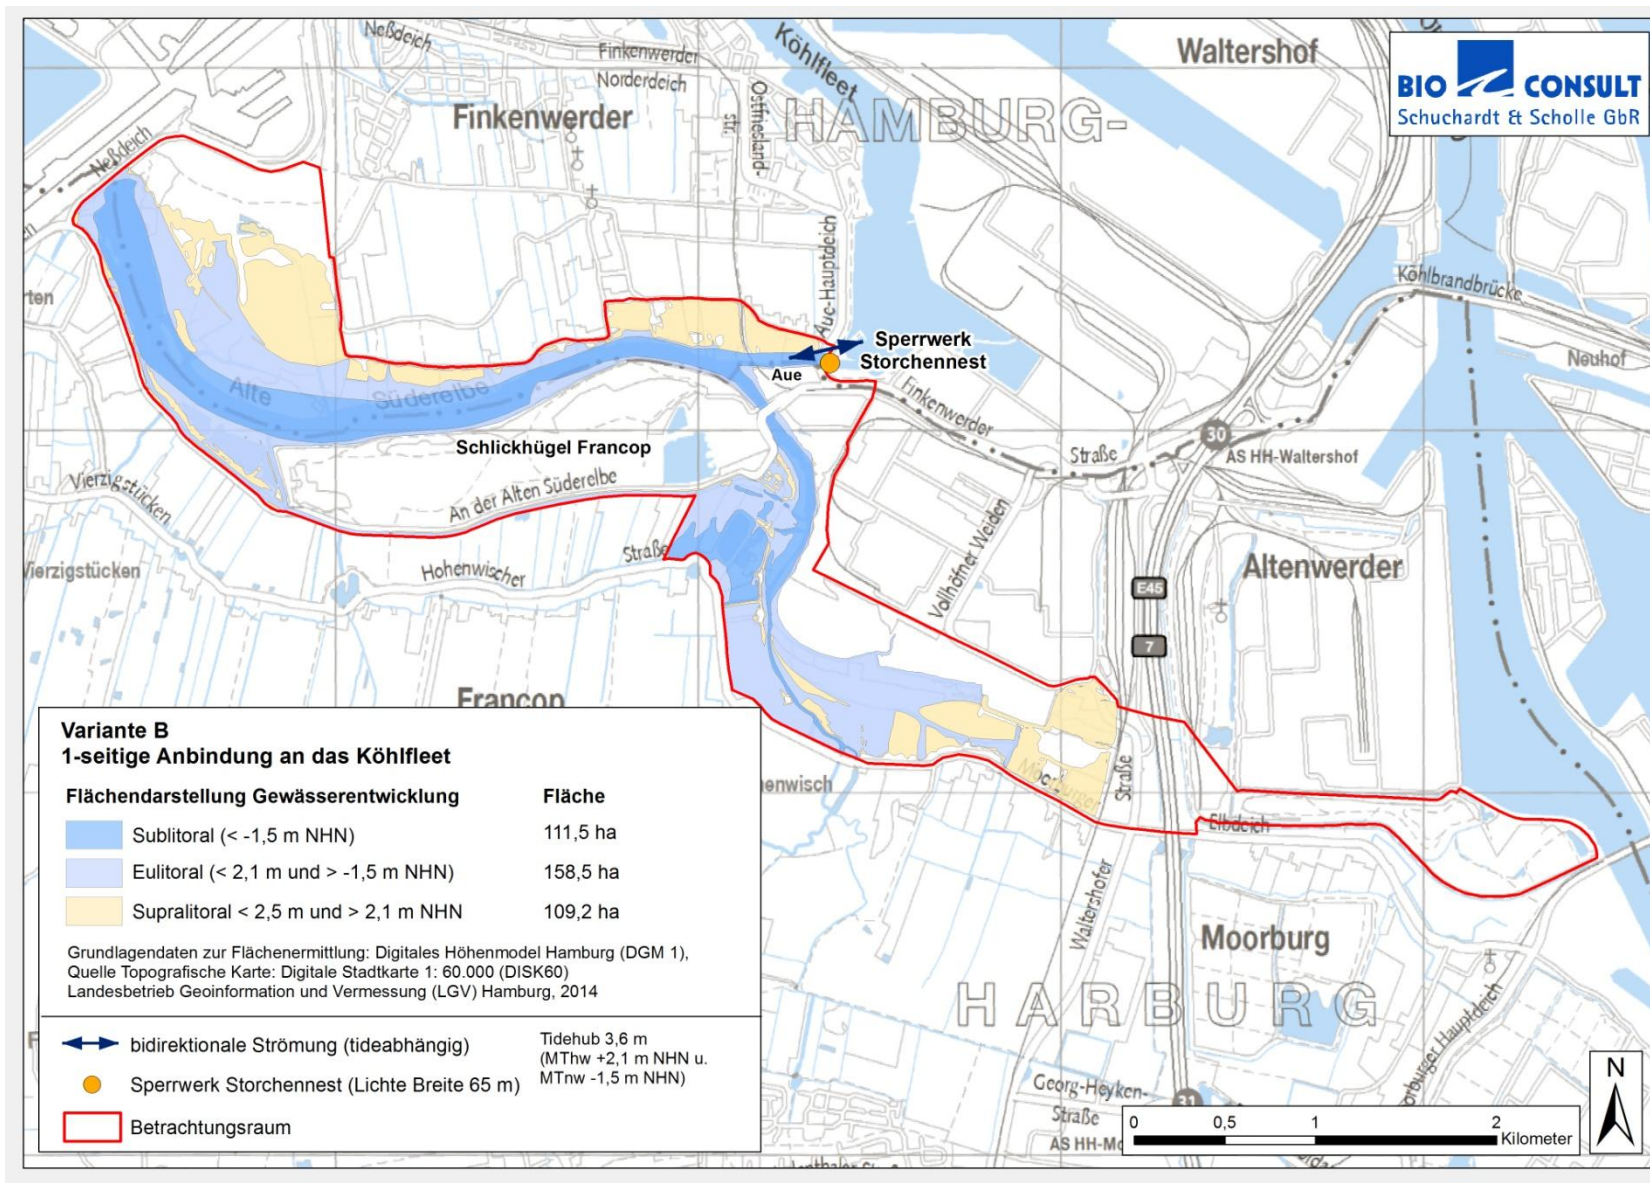 Neßdeich
Finkenwerder
Norderdeich
Köhlfleet
Waltershof
BIO CONSULT
Schuchardt & Scholle GbR
Finkenwerder
Ostfriesland-
str.
HAMBURG-
Neßdeich
Aue-Hauptdeich
Köhlbrandbrücke
Sperrwerk
Storchennest
Neuhof
Aue
Alte
Süderelbe
Finkenwerder
Straße
30
AS HH-Waltershof
Schlickhügel Francop
Vierzigstücken
An der Alten Süderelbe
Vollhöfner Weiden
Straße
Hohenwischer
Vierzigstücken
Altenwerder
E45
7
Francop
Moorburger
Straße
Elbdeich
Waltershofer
Moorburg
HARBURG
Georg-Heyken-
Straße
31
Variante B
1-seitige Anbindung an das Köhlfleet
Flächendarstellung Gewässerentwicklung Fläche
Sublitoral (< -1,5 m NHN) 111,5 ha
Eulitoral (< 2,1 m und > -1,5 m NHN) 158,5 ha
Supralitoral < 2,5 m und > 2,1 m NHN 109,2 ha
Grundlagendaten zur Flächenermittlung: Digitales Höhenmodel Hamburg (DGM 1),
Quelle Topografische Karte: Digitale Stadtkarte 1: 60.000 (DISK60)
Landesbetrieb Geoinformation und Vermessung (LGV) Hamburg, 2014
bidirektionale Strömung (tideabhängig)
Tidehub 3,6 m
(MThw +2,1 m NHN u.
MTnw -1,5 m NHN)
Sperrwerk Storchennest (Lichte Breite 65 m)
Betrachtungsraum
N
0 0,5 1 2
Kilometer